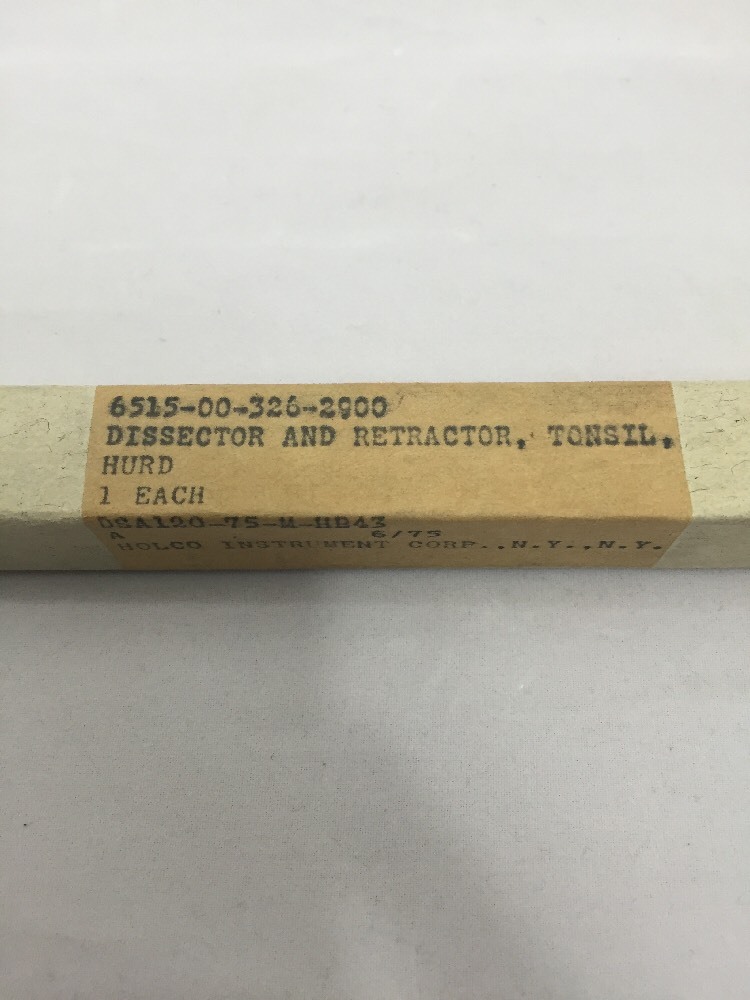 6515-00-326-2900
DISSECTOR AND RETRACTOR, TONSIL,
HURD
1 EACH
DSA120-75-M-HB43
A 6/75
HOLCO INSTRUMENT CORP.,N.Y.,N.Y.